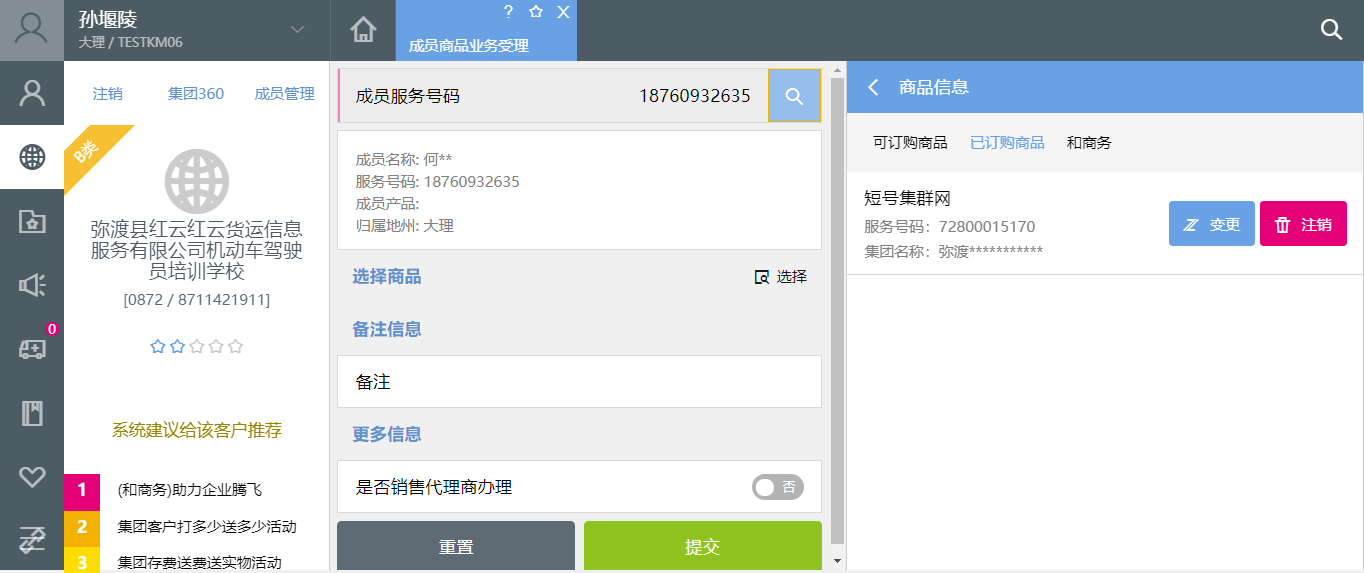 孙堰陵
大理 / TESTKM06
? X
成员商品业务受理
注销 集团360 成员管理
B类
弥渡县红云红云货运信息
服务有限公司机动车驾驶
员培训学校
[0872 / 8711421911]
系统建议给该客户推荐
1 (和商务)助力企业腾飞
2 集团客户打多少送多少活动
3 集团存费送费送实物活动
0
成员服务号码 18760932635
成员名称: 何**
服务号码: 18760932635
成员产品:
归属地州: 大理
选择商品 选择
备注信息
备注
更多信息
是否销售代理商办理 否
重置 提交
商品信息
可订购商品 已订购商品 和商务
短号集群网
服务号码: 72800015170
集团名称: 弥渡***********
变更 注销